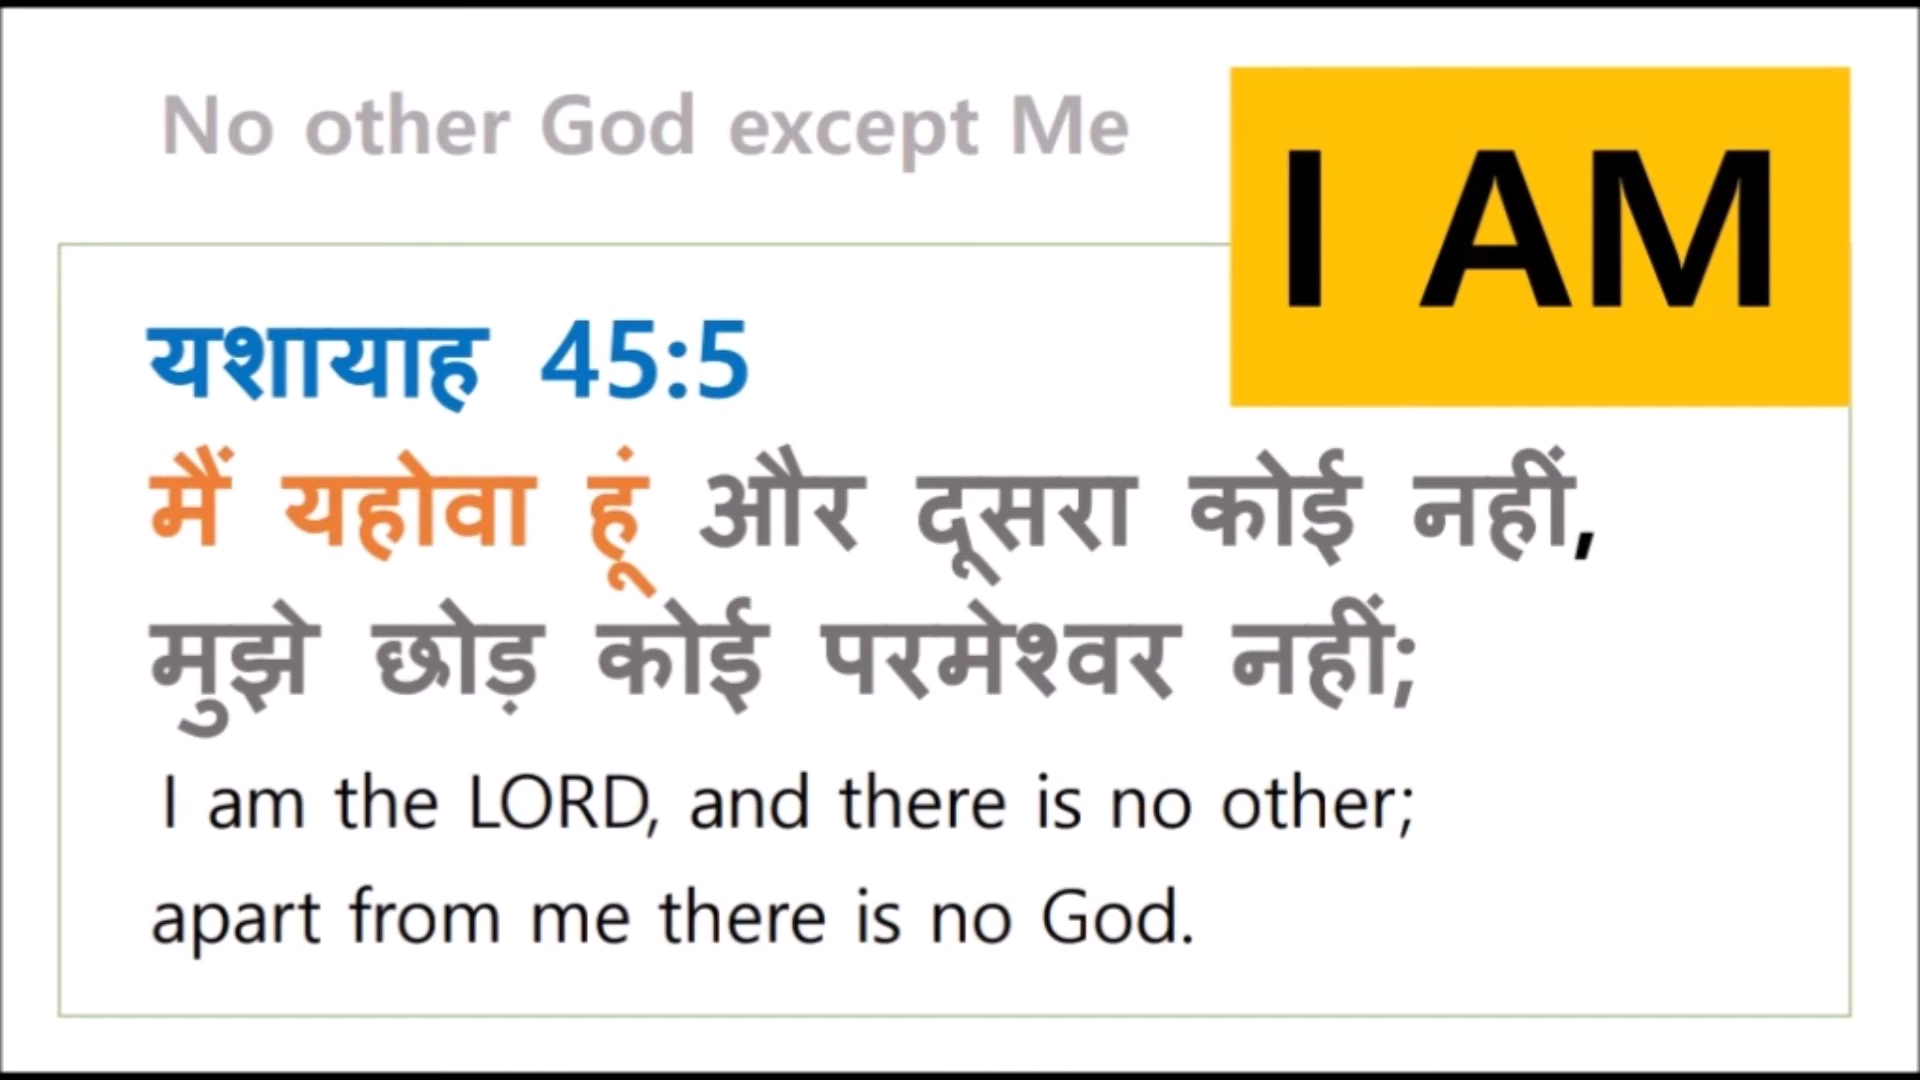 No other God except Me
I AM
यशायाह 45:5
मैं यहोवा हूं और दूसरा कोई नहीं,
मुझे छोड़ कोई परमेश्वर नहीं;
I am the LORD, and there is no other;
apart from me there is no God.